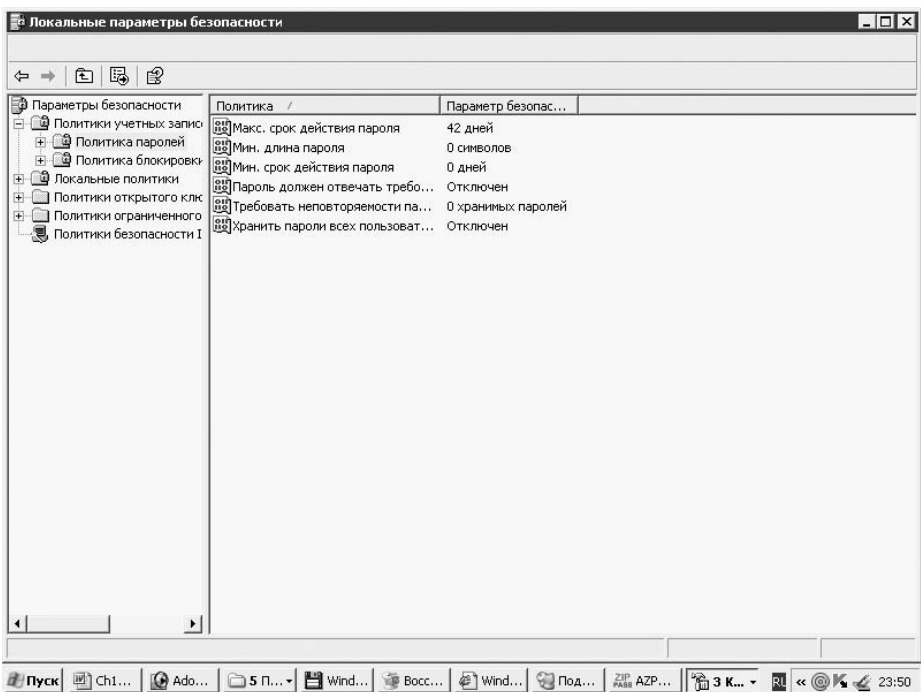 Локальные параметры безопасности
Параметры безопасности
Политики учетных запис
Политика паролей
Политика блокировк
Локальные политики
Политики открытого клю
Политики ограниченного
Политики безопасности I
Политика
Параметр безопас...
Макс. срок действия пароля 42 дней
Мин. длина пароля 0 символов
Мин. срок действия пароля 0 дней
Пароль должен отвечать требо... Отключен
Требовать неповторяемости па... 0 хранимых паролей
Хранить пароли всех пользоват... Отключен
Пуск Ch1... Ado... 5 П... Wind... Восс... Wind... Под... ZIP PASS AZP... 3 К... RU « 23:50